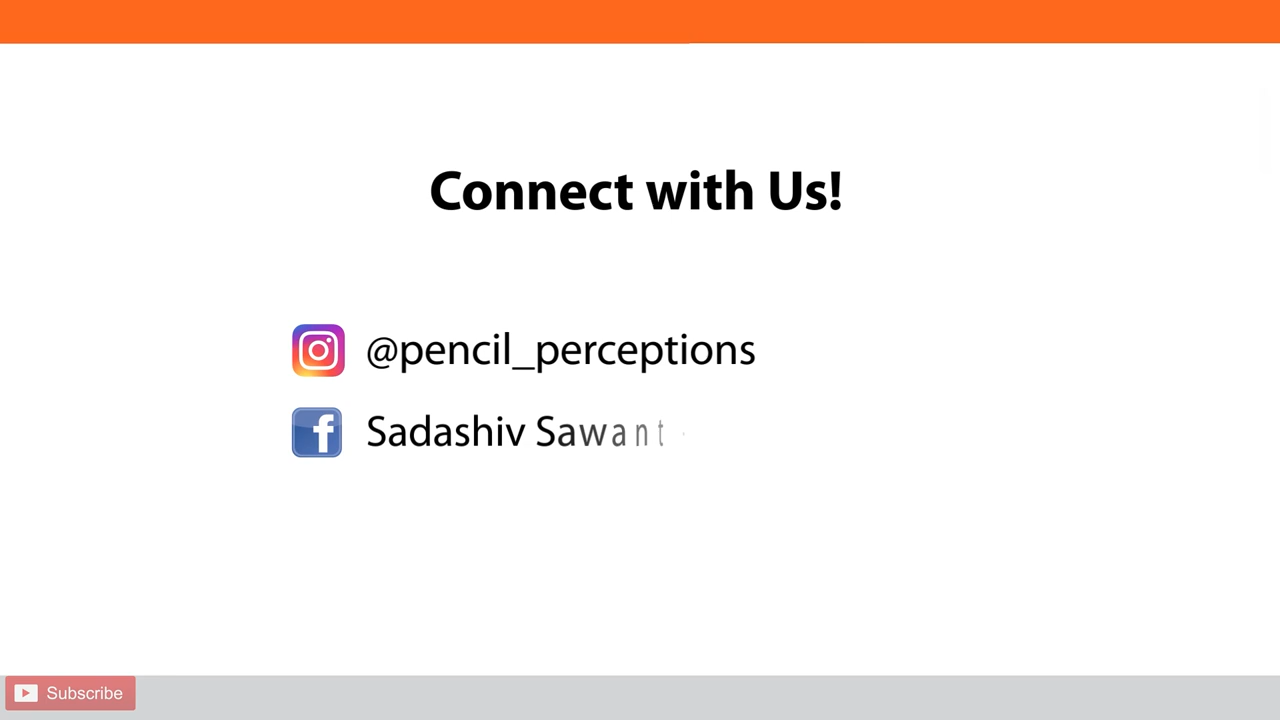 Connect with Us!
@pencil_perceptions
Sadashiv Sawant
Subscribe